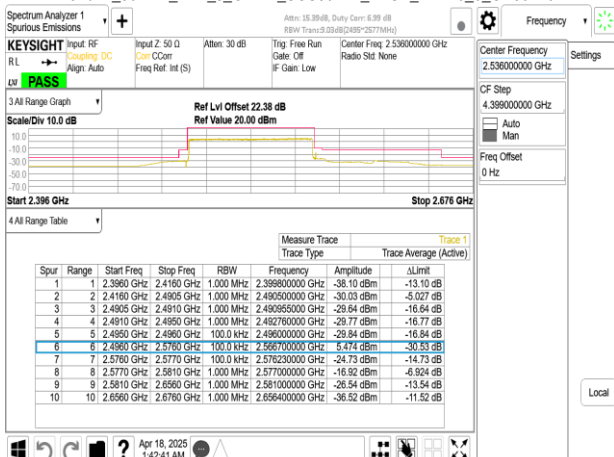 Spectrum Analyzer 1
Spurious Emissions
+
Attn: 15.39dB, Duty Corr: 6.99 dB
RBW Trans:9.03dB(2495~2577MHz)
Frequency
KEYSIGHT
Input: RF
Coupling: DC
Align: Auto
Input Z: 50 Ω
Corr CCorr
Freq Ref: Int (S)
Atten: 30 dB
Trig: Free Run
Gate: Off
IF Gain: Low
Center Freq: 2.536000000 GHz
Radio Std: None
RL
LXI
PASS
Center Frequency
2.536000000 GHz
Settings
CF Step
4.399000000 GHz
Auto
Man
Freq Offset
0 Hz
3 All Range Graph
Scale/Div 10.0 dB
Ref Lvl Offset 22.38 dB
Ref Value 20.00 dBm
10.0
-10.0
-30.0
-50.0
-70.0
Start 2.396 GHz
Stop 2.676 GHz
4 All Range Table
Measure Trace Trace 1
Trace Type Trace Average (Active)
Spur Range Start Freq Stop Freq RBW Frequency Amplitude ΔLimit
1 1 2.3960 GHz 2.4160 GHz 1.000 MHz 2.399800000 GHz -38.10 dBm -13.10 dB
2 2 2.4160 GHz 2.4905 GHz 1.000 MHz 2.490500000 GHz -30.03 dBm -5.027 dB
3 3 2.4905 GHz 2.4910 GHz 1.000 MHz 2.490955000 GHz -29.64 dBm -16.64 dB
4 4 2.4910 GHz 2.4950 GHz 1.000 MHz 2.492760000 GHz -29.77 dBm -16.77 dB
5 5 2.4950 GHz 2.4960 GHz 100.0 kHz 2.496000000 GHz -29.84 dBm -16.84 dB
6 6 2.4960 GHz 2.5760 GHz 100.0 kHz 2.566700000 GHz 5.474 dBm -30.53 dB
7 7 2.5760 GHz 2.5770 GHz 100.0 kHz 2.576230000 GHz -24.73 dBm -14.73 dB
8 8 2.5770 GHz 2.5810 GHz 1.000 MHz 2.577000000 GHz -16.92 dBm -6.924 dB
9 9 2.5810 GHz 2.6560 GHz 1.000 MHz 2.581000000 GHz -26.54 dBm -13.54 dB
10 10 2.6560 GHz 2.6760 GHz 1.000 MHz 2.656400000 GHz -36.52 dBm -11.52 dB
Local
?
Apr 18, 2025
1:42:41 AM